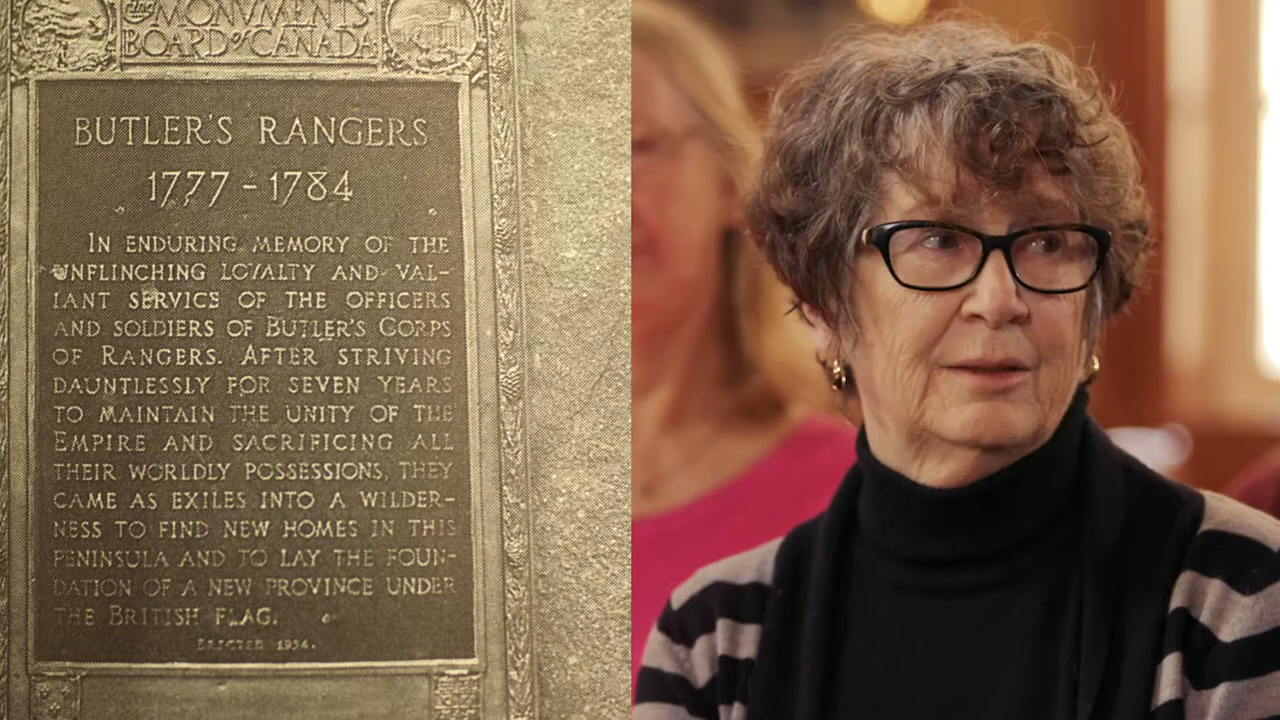 AND MONUMENTS
BOARD of CANADA
BUTLER'S RANGERS
1777 - 1784
IN ENDURING MEMORY OF THE
UNFLINCHING LOYALTY AND VAL-
IANT SERVICE OF THE OFFICERS
AND SOLDIERS OF BUTLER'S CORPS
OF RANGERS. AFTER STRIVING
DAUNTLESSLY FOR SEVEN YEARS
TO MAINTAIN THE UNITY OF THE
EMPIRE AND SACRIFICING ALL
THEIR WORLDLY POSSESSIONS, THEY
CAME AS EXILES INTO A WILDER-
NESS TO FIND NEW HOMES IN THIS
PENINSULA AND TO LAY THE FOUN-
DATION OF A NEW PROVINCE UNDER
THE BRITISH FLAG.
ERECTED 1934.